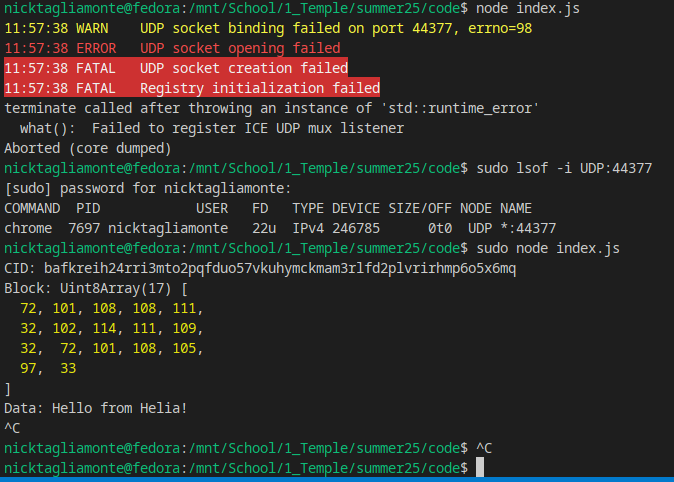 nicktagliamonte@fedora:/mnt/School/1_Temple/summer25/code$ node index.js
11:57:38 WARN    UDP socket binding failed on port 44377, errno=98
11:57:38 ERROR   UDP socket opening failed
11:57:38 FATAL   UDP socket creation failed
11:57:38 FATAL   Registry initialization failed
terminate called after throwing an instance of 'std::runtime_error'
  what():  Failed to register ICE UDP mux listener
Aborted (core dumped)
nicktagliamonte@fedora:/mnt/School/1_Temple/summer25/code$ sudo lsof -i UDP:44377
[sudo] password for nicktagliamonte:
COMMAND  PID            USER   FD   TYPE DEVICE SIZE/OFF NODE NAME
chrome  7697 nicktagliamonte   22u  IPv4 246785      0t0  UDP *:44377
nicktagliamonte@fedora:/mnt/School/1_Temple/summer25/code$ sudo node index.js
CID: bafkreih24rri3mto2pqfduo57vkuhymckmam3rlfd2plvrirhmp6o5x6mq
Block: Uint8Array(17) [
   72, 101, 108, 108, 111,
   32, 102, 114, 111, 109,
   32,  72, 101, 108, 105,
   97,  33
]
Data: Hello from Helia!
^C
nicktagliamonte@fedora:/mnt/School/1_Temple/summer25/code$ ^C
nicktagliamonte@fedora:/mnt/School/1_Temple/summer25/code$